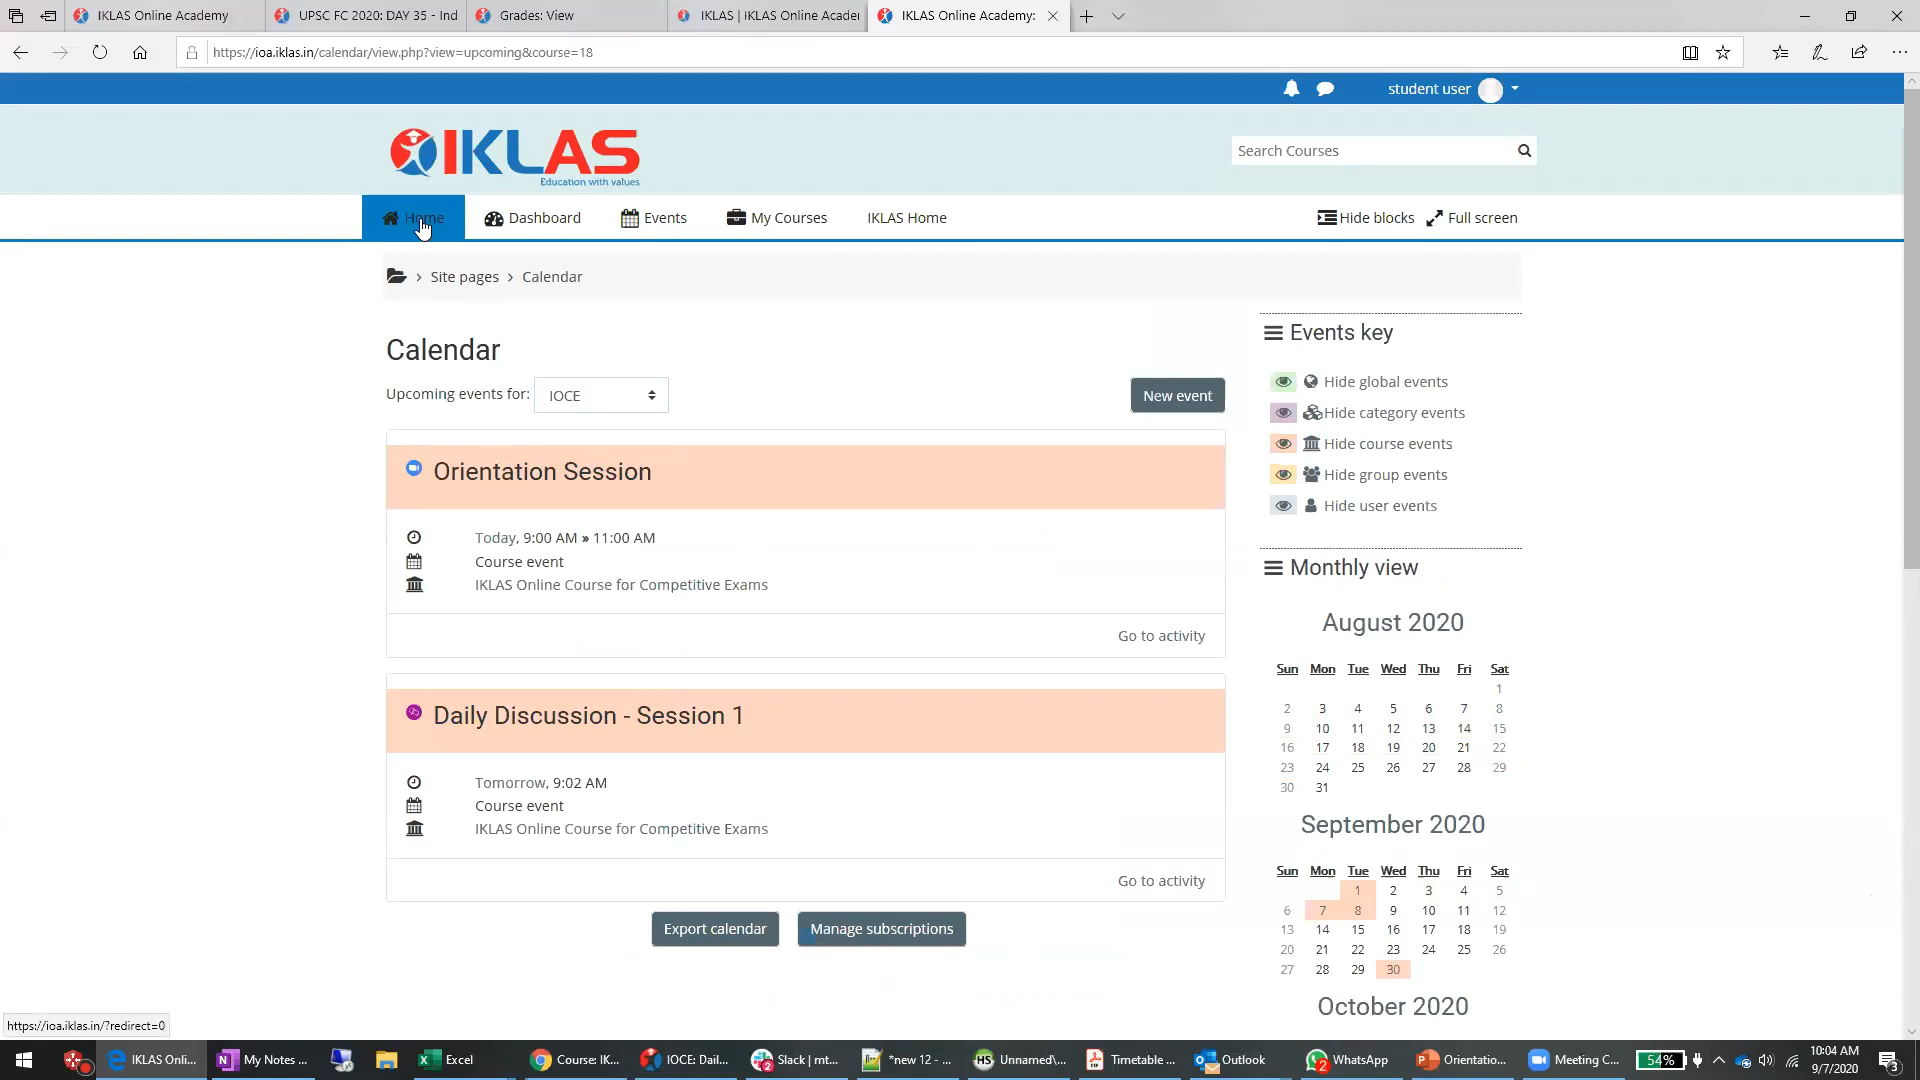 IKLAS Online Academy
UPSC FC 2020: DAY 35 - Ind
Grades: View
IKLAS | iKLAS Online Acader
IKLAS Online Academy:
https://ioa.iklas.in/calendar/view.php?view=upcoming&course=18
student user
IKLAS
Education with values
Search Courses
Home
Dashboard
Events
My Courses
IKLAS Home
Hide blocks
Full screen
Site pages > Calendar
Calendar
Upcoming events for: IOCE
New event
Orientation Session
Today, 9:00 AM » 11:00 AM
Course event
IKLAS Online Course for Competitive Exams
Go to activity
Daily Discussion - Session 1
Tomorrow, 9:02 AM
Course event
IKLAS Online Course for Competitive Exams
Go to activity
Export calendar
Manage subscriptions
Events key
Hide global events
Hide category events
Hide course events
Hide group events
Hide user events
Monthly view
August 2020
Sun Mon Tue Wed Thu Fri Sat
1
2 3 4 5 6 7 8
9 10 11 12 13 14 15
16 17 18 19 20 21 22
23 24 25 26 27 28 29
30 31
September 2020
Sun Mon Tue Wed Thu Fri Sat
1 2 3 4 5
6 7 8 9 10 11 12
13 14 15 16 17 18 19
20 21 22 23 24 25 26
27 28 29 30
October 2020
https://ioa.iklas.in/?redirect=0
IKLAS Onli...
My Notes ...
Excel
Course: IK...
IOCE: Dail...
Slack | mt...
*new 12 - ...
Unnamed\...
Timetable ...
Outlook
WhatsApp
Orientatio...
Meeting C...
54%
10:04 AM
9/7/2020